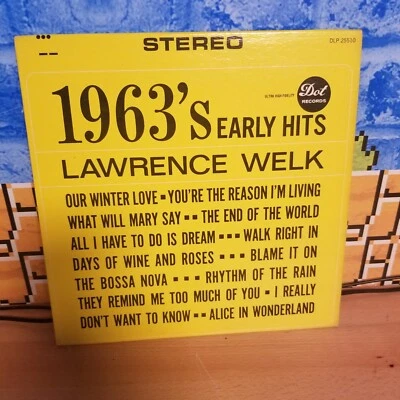 STEREO
DLP 25510
ULTRA HIGH FIDELITY
Dot
RECORDS
1963's EARLY HITS
LAWRENCE WELK
OUR WINTER LOVE ▪ YOU'RE THE REASON I'M LIVING
WHAT WILL MARY SAY ▪ ▪ THE END OF THE WORLD
ALL I HAVE TO DO IS DREAM ▪ ▪ ▪ WALK RIGHT IN
DAYS OF WINE AND ROSES ▪ ▪ ▪ BLAME IT ON
THE BOSSA NOVA ▪ ▪ ▪ RHYTHM OF THE RAIN
THEY REMIND ME TOO MUCH OF YOU ▪ I REALLY
DON'T WANT TO KNOW ▪ ▪ ALICE IN WONDERLAND